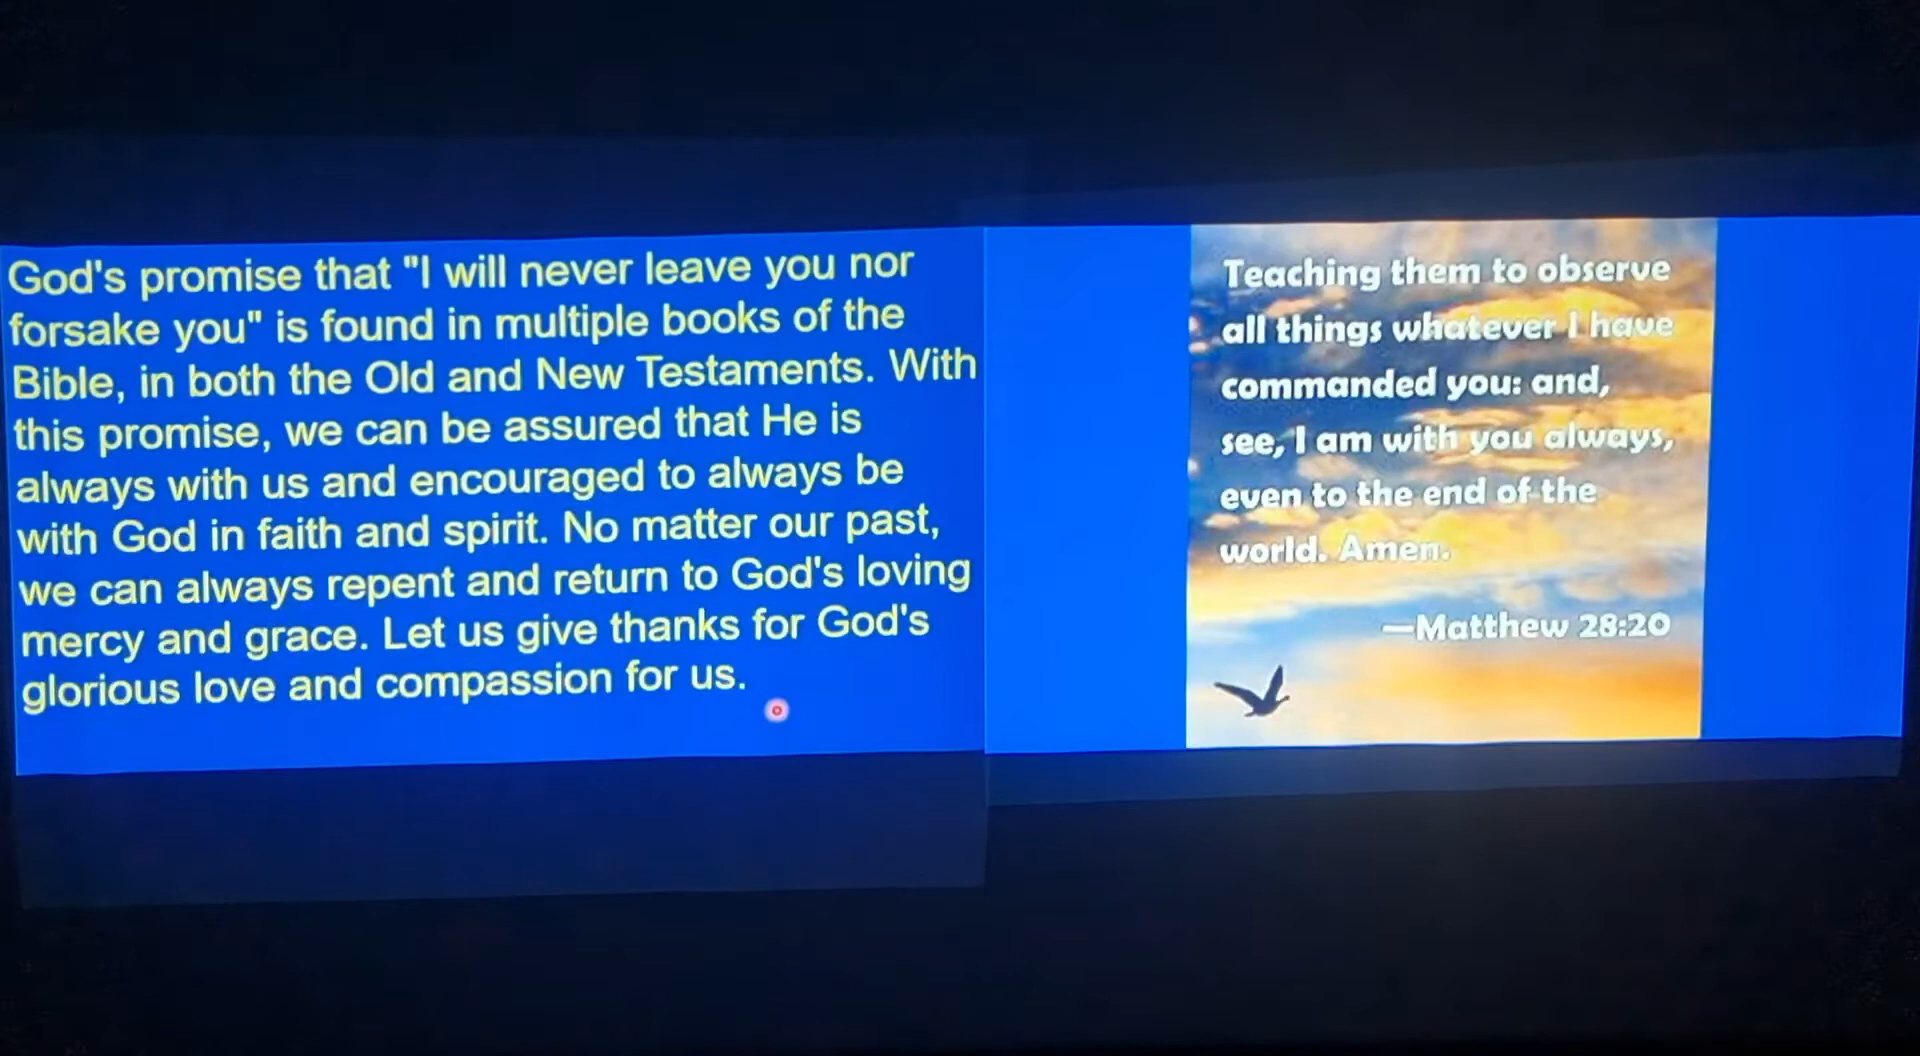 God's promise that "I will never leave you nor
forsake you" is found in multiple books of the
Bible, in both the Old and New Testaments. With
this promise, we can be assured that He is
always with us and encouraged to always be
with God in faith and spirit. No matter our past,
we can always repent and return to God's loving
mercy and grace. Let us give thanks for God's
glorious love and compassion for us.
Teaching them to observe
all things whatever I have
commanded you: and,
see, I am with you always,
even to the end of the
world. Amen.
—Matthew 28:20